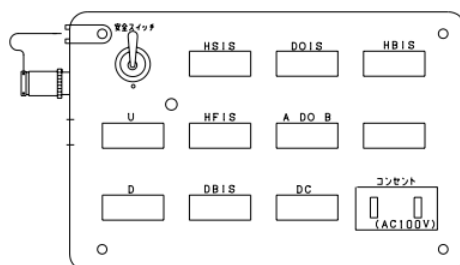 安全スイッチ
HSIS
DOIS
HBIS
U
HFIS
A DO B
D
DBIS
DC
コンセント
(AC100V)